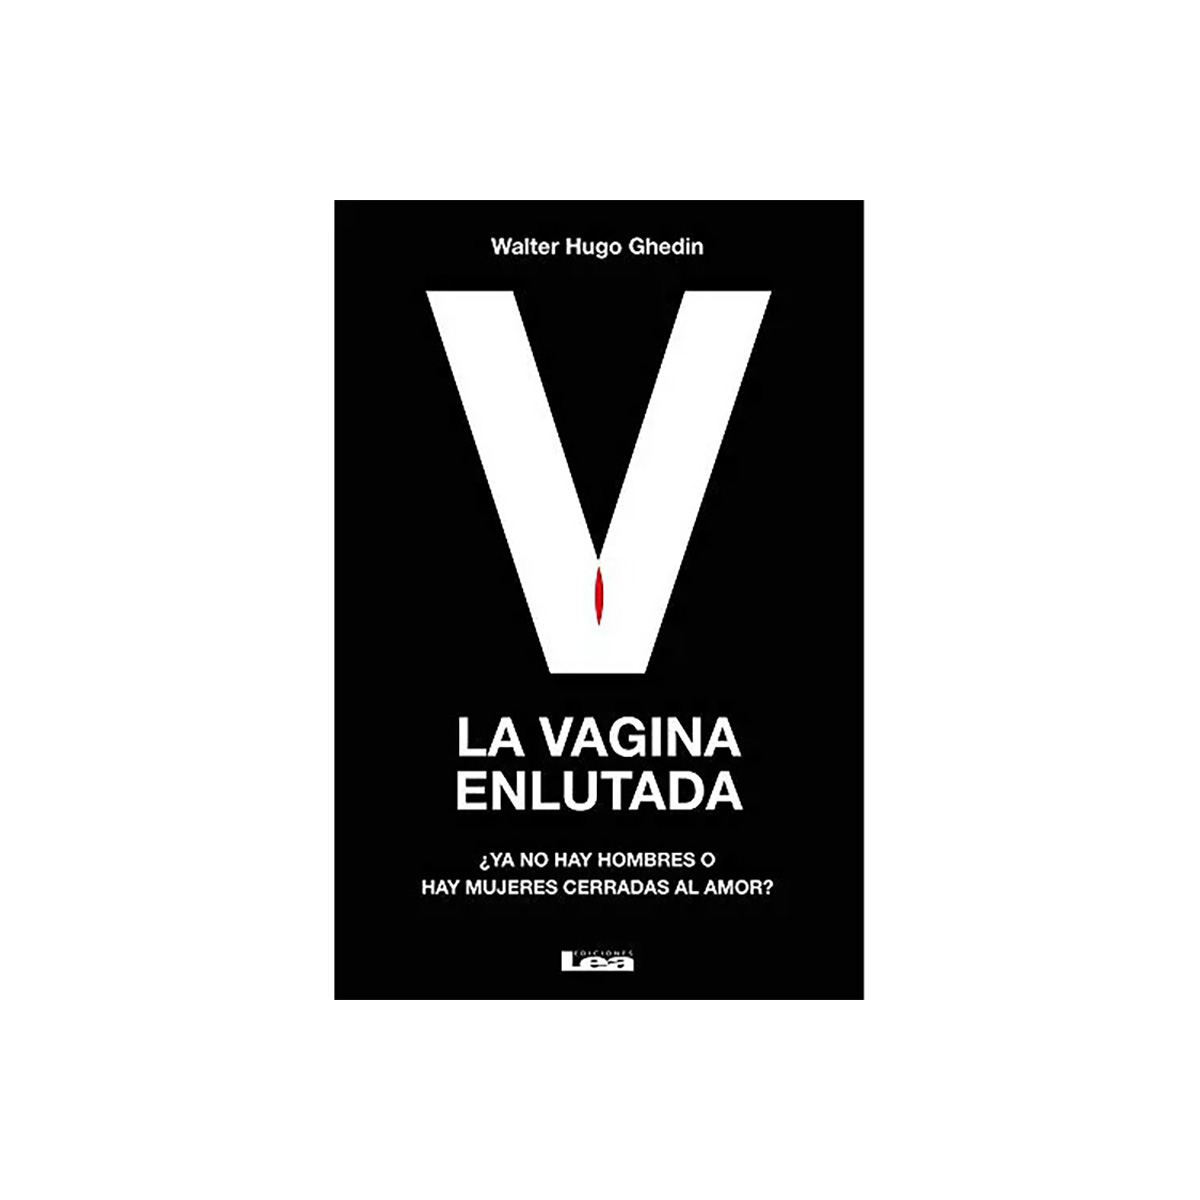 Walter Hugo Ghedin
V
LA VAGINA
ENLUTADA
¿YA NO HAY HOMBRES O
HAY MUJERES CERRADAS AL AMOR?
EDICIONES
Lea